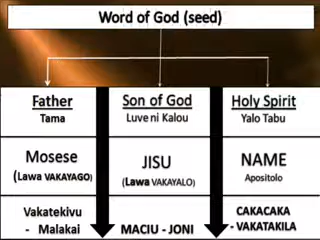 Word of God (seed)
Father
Tama
Son of God
Luve ni Kalou
Holy Spirit
Yalo Tabu
Mosese
(Lawa VAKAYAGO)
JISU
(Lawa VAKAYALO)
NAME
Apositolo
Vakatekivu
- Malakai
MACIU - JONI
CAKACAKA
- VAKATAKILA